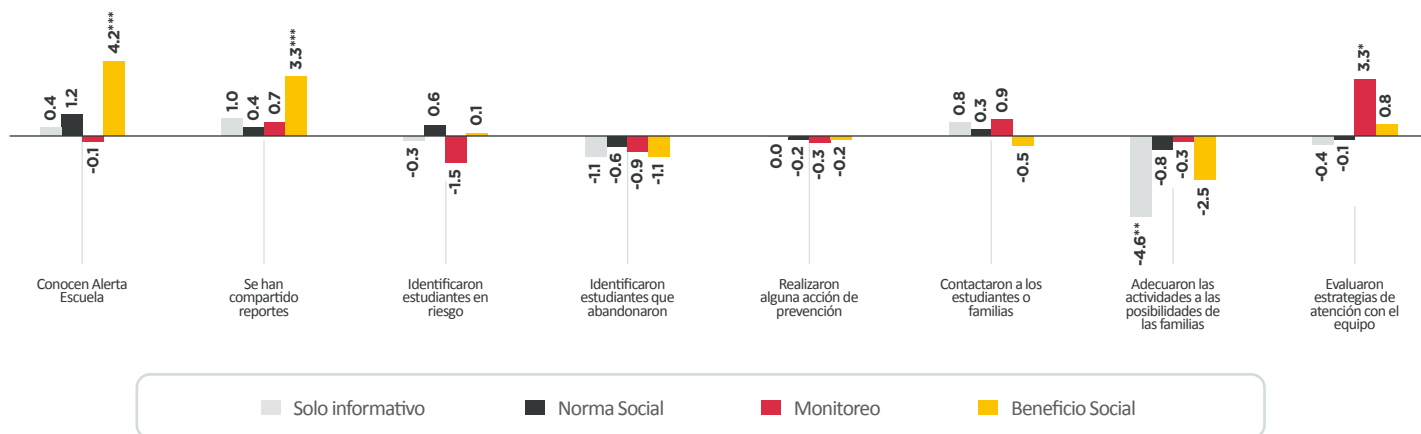 0.4
1.2
-0.1
4.2***
1.0
0.4
0.7
3.3***
-0.3
0.6
-1.5
0.1
-1.1
-0.6
-0.9
-1.1
0.0
-0.2
-0.3
-0.2
0.8
0.3
0.9
-0.5
-4.6**
-0.8
-0.3
-2.5
-0.4
-0.1
3.3*
0.8
Conocen Alerta
Escuela
Se han
compartido
reportes
Identificaron
estudiantes en
riesgo
Identificaron
estudiantes que
abandonaron
Realizaron
alguna acción de
prevención
Contactaron a los
estudiantes o
familias
Adecuaron las
actividades a las
posibilidades de
las familias
Evaluaron
estrategias de
atención con el
equipo
Solo informativo
Norma Social
Monitoreo
Beneficio Social